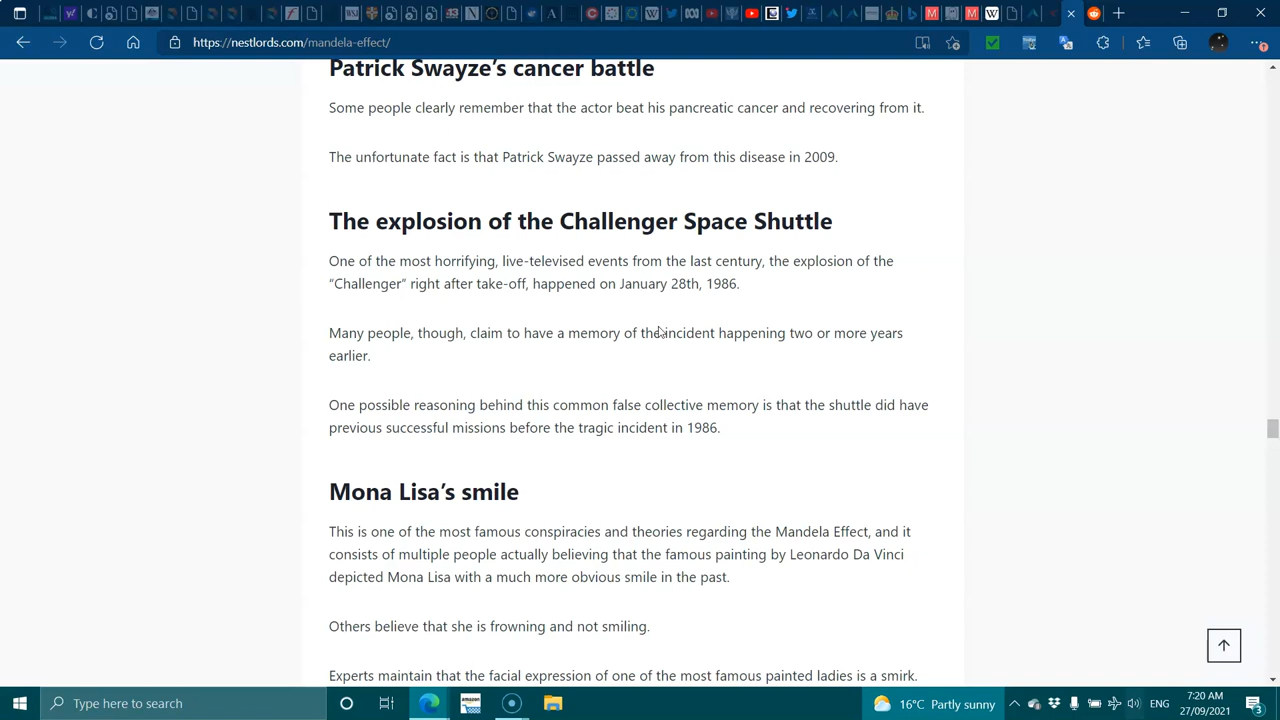 https://nestlords.com/mandela-effect/
Patrick Swayze’s cancer battle
Some people clearly remember that the actor beat his pancreatic cancer and recovering from it.
The unfortunate fact is that Patrick Swayze passed away from this disease in 2009.
The explosion of the Challenger Space Shuttle
One of the most horrifying, live-televised events from the last century, the explosion of the
“Challenger” right after take-off, happened on January 28th, 1986.
Many people, though, claim to have a memory of the incident happening two or more years
earlier.
One possible reasoning behind this common false collective memory is that the shuttle did have
previous successful missions before the tragic incident in 1986.
Mona Lisa’s smile
This is one of the most famous conspiracies and theories regarding the Mandela Effect, and it
consists of multiple people actually believing that the famous painting by Leonardo Da Vinci
depicted Mona Lisa with a much more obvious smile in the past.
Others believe that she is frowning and not smiling.
Experts maintain that the facial expression of one of the most famous painted ladies is a smirk.
Type here to search
amazon
16°C Partly sunny
ENG
7:20 AM
27/09/2021
3